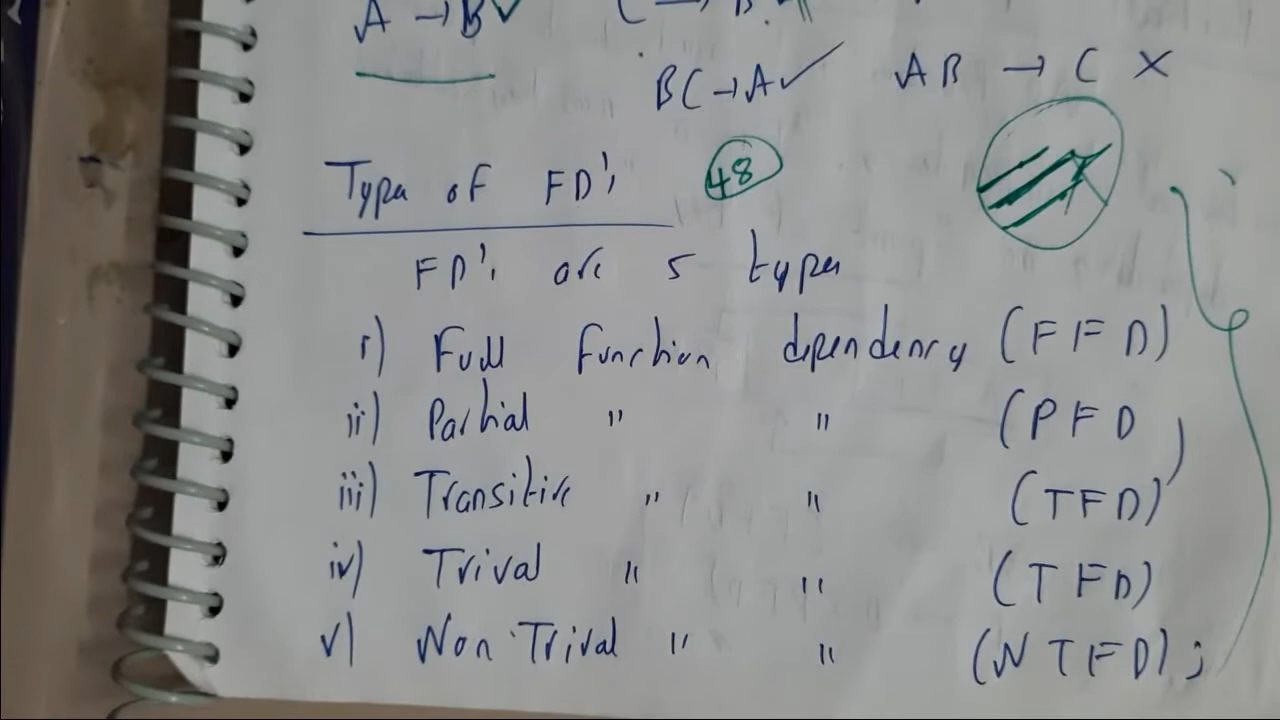 A → B ✓ C → B
BC → A ✓ AB → C ✗
Type of FD's 48
FD's are 5 types
i) Full function dependency (FFD)
ii) Partial " " (PFD)
iii) Transitive " " (TFD)
iv) Trival " " (TFD)
v) Non Trival " " (NTFD);